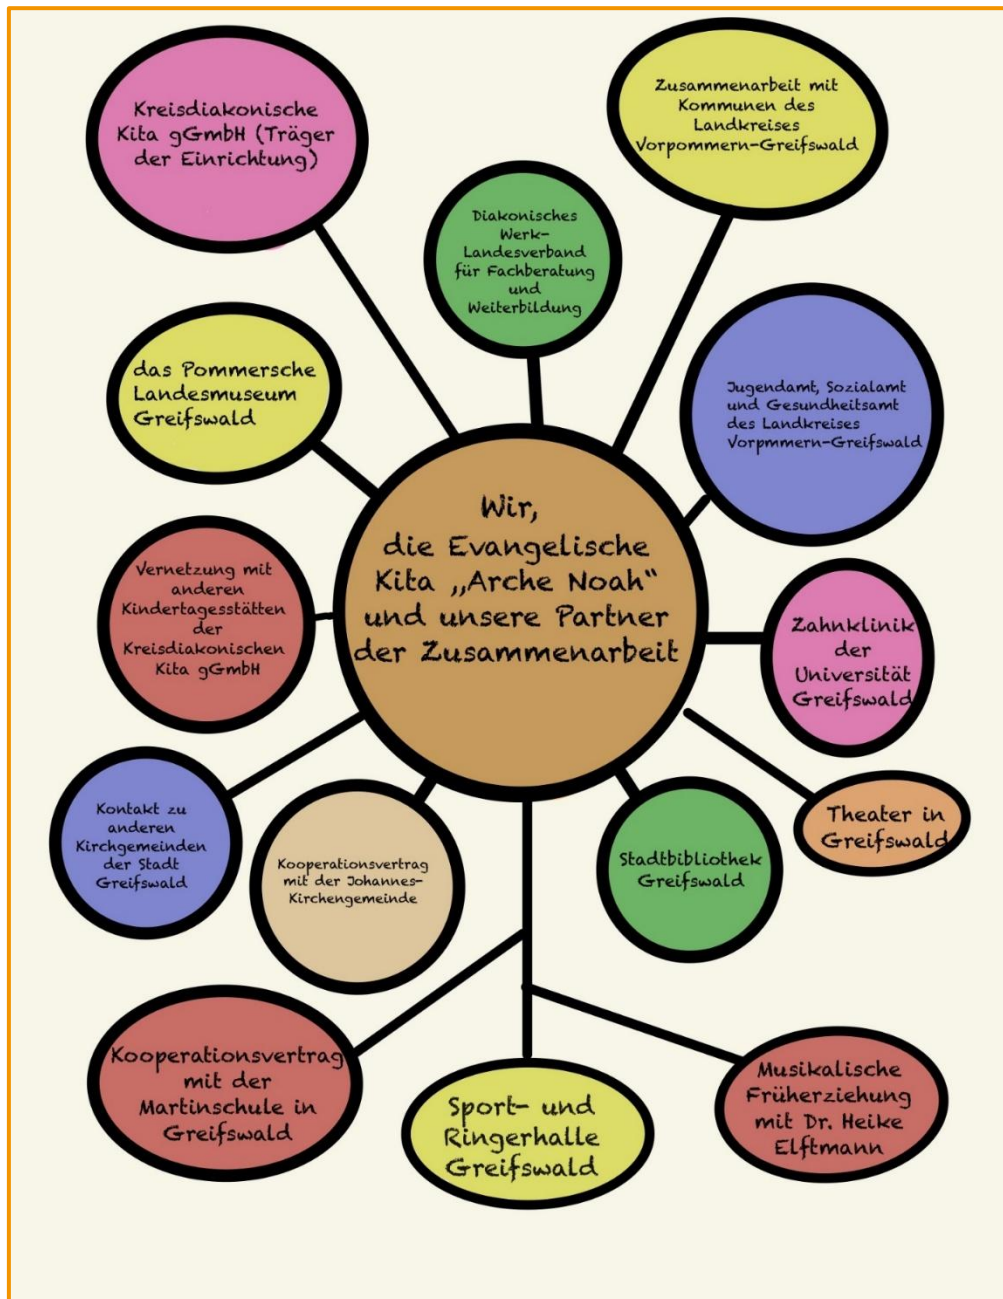 Kreisdiakonische
Kita gGmbH (Träger
der Einrichtung)
Zusammenarbeit mit
Kommunen des
Landkreises
Vorpommern-Greifswald
Diakonisches
Werk-
Landesverband
für Fachberatung
und
Weiterbildung
das Pommersche
Landesmuseum
Greifswald
Jugendamt, Sozialamt
und Gesundheitsamt
des Landkreises
Vorpmmern-Greifswald
Wir,
die Evangelische
Kita „Arche Noah“
und unsere Partner
der Zusammenarbeit
Vernetzung mit
anderen
Kindertagesstätten
der
Kreisdiakonischen
Kita gGmbH
Zahnklinik
der
Universität
Greifswald
Kontakt zu
anderen
Kirchgemeinden
der Stadt
Greifswald
Kooperationsvertrag
mit der Johannes-
Kirchengemeinde
Stadtbibliothek
Greifswald
Theater in
Greifswald
Kooperationsvertrag
mit der
Martinschule in
Greifswald
Sport- und
Ringerhalle
Greifswald
Musikalische
Früherziehung
mit Dr. Heike
Elftmann